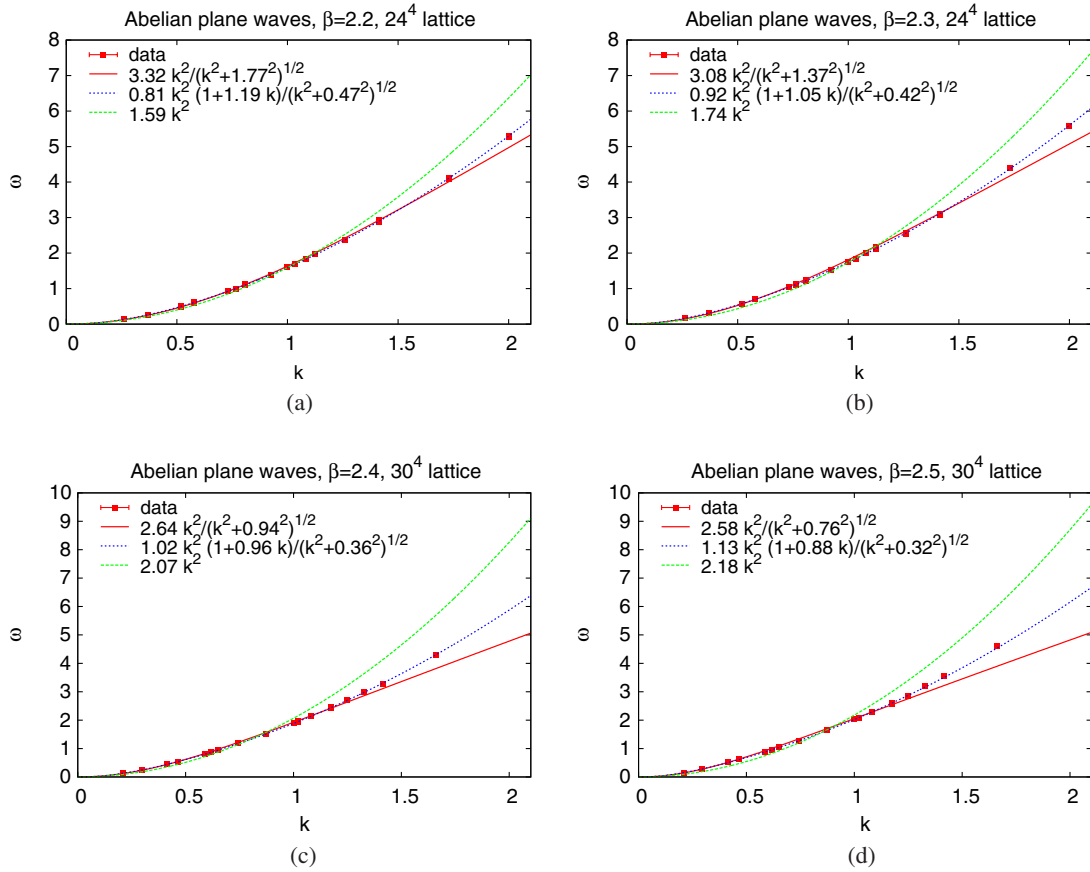 Abelian plane waves, β=2.2, 24⁴ lattice
8
7
6
5
4
3
2
1
0
ω
data
3.32 k²/(k²+1.77²)^1/2
0.81 k² (1+1.19 k)/(k²+0.47²)^1/2
1.59 k²
0 0.5 1 1.5 2
k
(a)
Abelian plane waves, β=2.3, 24⁴ lattice
8
7
6
5
4
3
2
1
0
ω
data
3.08 k²/(k²+1.37²)^1/2
0.92 k² (1+1.05 k)/(k²+0.42²)^1/2
1.74 k²
0 0.5 1 1.5 2
k
(b)
Abelian plane waves, β=2.4, 30⁴ lattice
10
9
8
7
6
5
4
3
2
1
0
ω
data
2.64 k²/(k²+0.94²)^1/2
1.02 k² (1+0.96 k)/(k²+0.36²)^1/2
2.07 k²
0 0.5 1 1.5 2
k
(c)
Abelian plane waves, β=2.5, 30⁴ lattice
10
9
8
7
6
5
4
3
2
1
0
ω
data
2.58 k²/(k²+0.76²)^1/2
1.13 k² (1+0.88 k)/(k²+0.32²)^1/2
2.18 k²
0 0.5 1 1.5 2
k
(d)